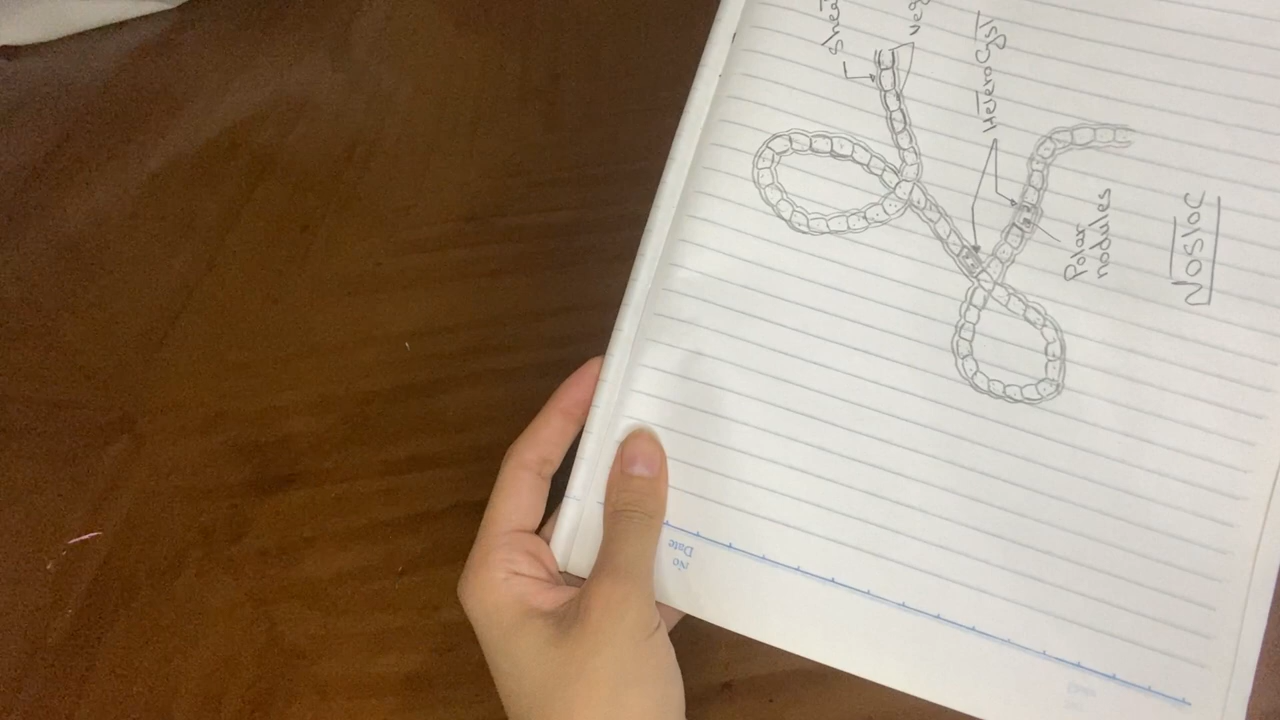 Heterocyst
Polar
nodules
Nostoc
No
Date